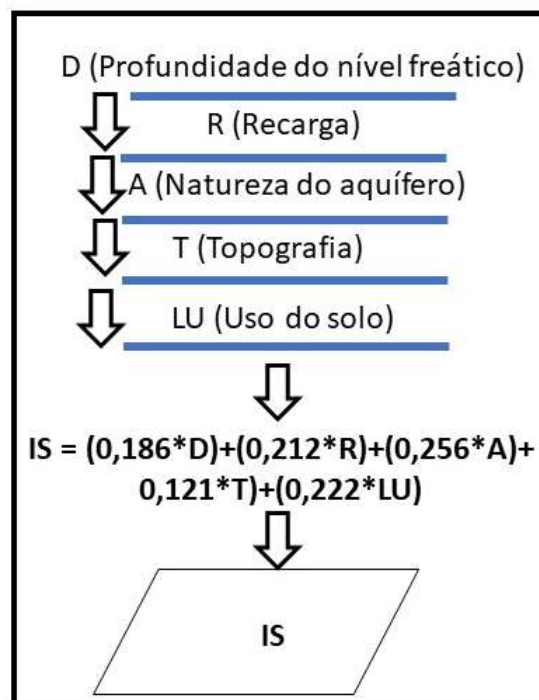 D (Profundidade do nível freático)
R (Recarga)
A (Natureza do aquífero)
T (Topografia)
LU (Uso do solo)
IS = (0,186*D)+(0,212*R)+(0,256*A)+
0,121*T)+(0,222*LU)
IS